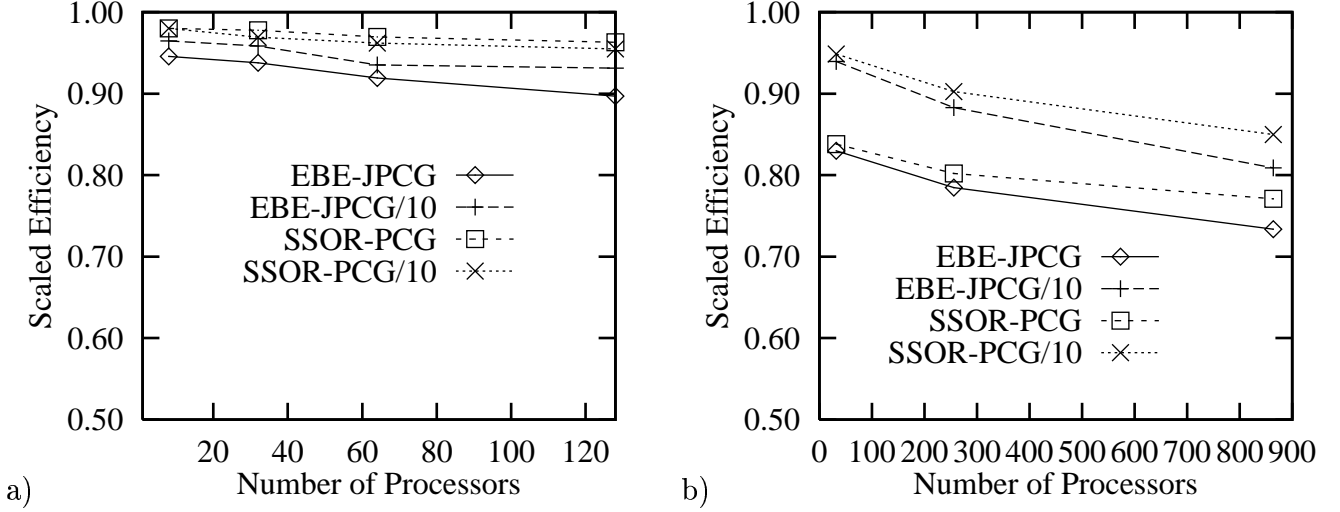 1.00
0.90
0.80
0.70
0.60
0.50
Scaled Efficiency
EBE-JPCG
EBE-JPCG/10
SSOR-PCG
SSOR-PCG/10
20 40 60 80 100 120
Number of Processors
a)
1.00
0.90
0.80
0.70
0.60
0.50
Scaled Efficiency
EBE-JPCG
EBE-JPCG/10
SSOR-PCG
SSOR-PCG/10
0 100 200 300 400 500 600 700 800 900
Number of Processors
b)